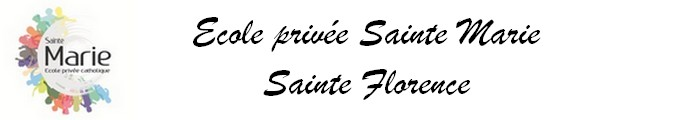 Sainte
Marie
Ecole privée catholique
Ecole privée Sainte Marie
Sainte Florence